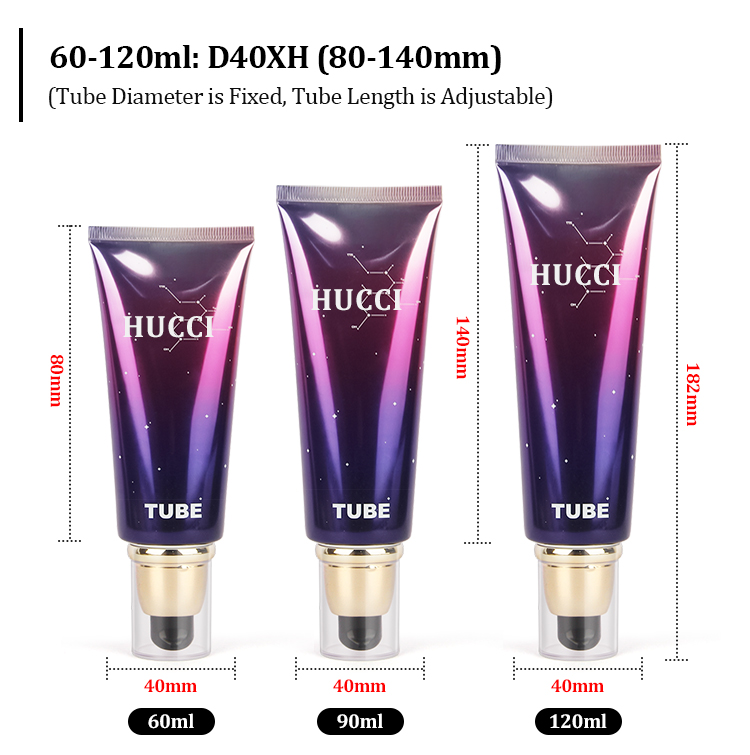 60-120ml: D40XH (80-140mm)
(Tube Diameter is Fixed, Tube Length is Adjustable)
HUCCI
HUCCI
HUCCI
80mm
140mm
182mm
TUBE
TUBE
TUBE
40mm
40mm
40mm
60ml
90ml
120ml